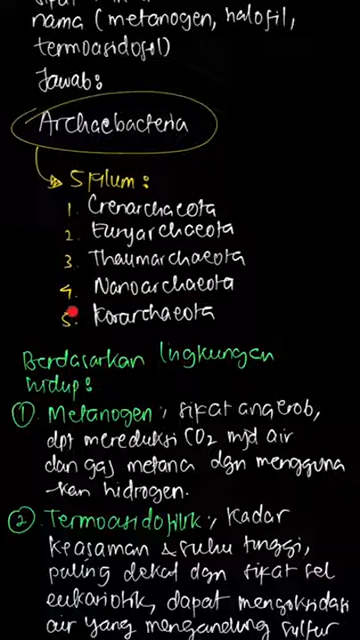 nama (metanogen, halofil,
termoasidofil)
Jawab:
Archaebacteria
5 filum:
1. Crenarchaeota
2. Euryarchaeota
3. Thaumarchaeota
4. Nanoarchaeota
5. Korarchaeota
Berdasarkan lingkungan
hidup:
① Metanogen, sifat anaerob,
dpt mereduksi CO2 mjd air
dan gas metana dgn mengguna
-kan hidrogen.
② Termoasidofilik, Kadar
keasaman & suhu tinggi,
paling dekat dgn sifat sel
eukariotik, dapat mengoksidasi
air yang mengandung sulfur